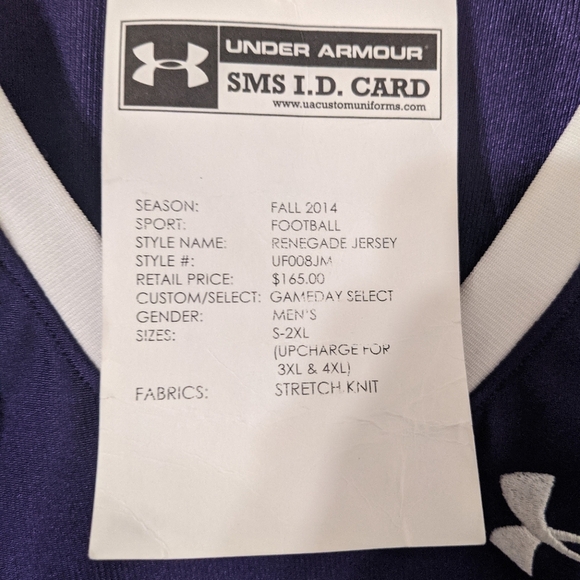 UNDER ARMOUR
SMS I.D. CARD
www.uacustomuniforms.com
SEASON: FALL 2014
SPORT: FOOTBALL
STYLE NAME: RENEGADE JERSEY
STYLE #: UF008JM
RETAIL PRICE: $165.00
CUSTOM/SELECT: GAMEDAY SELECT
GENDER: MEN'S
SIZES: S-2XL
(UPCHARGE FOR
3XL & 4XL)
FABRICS: STRETCH KNIT